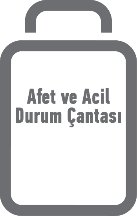 Afet ve Acil
Durum Çantası